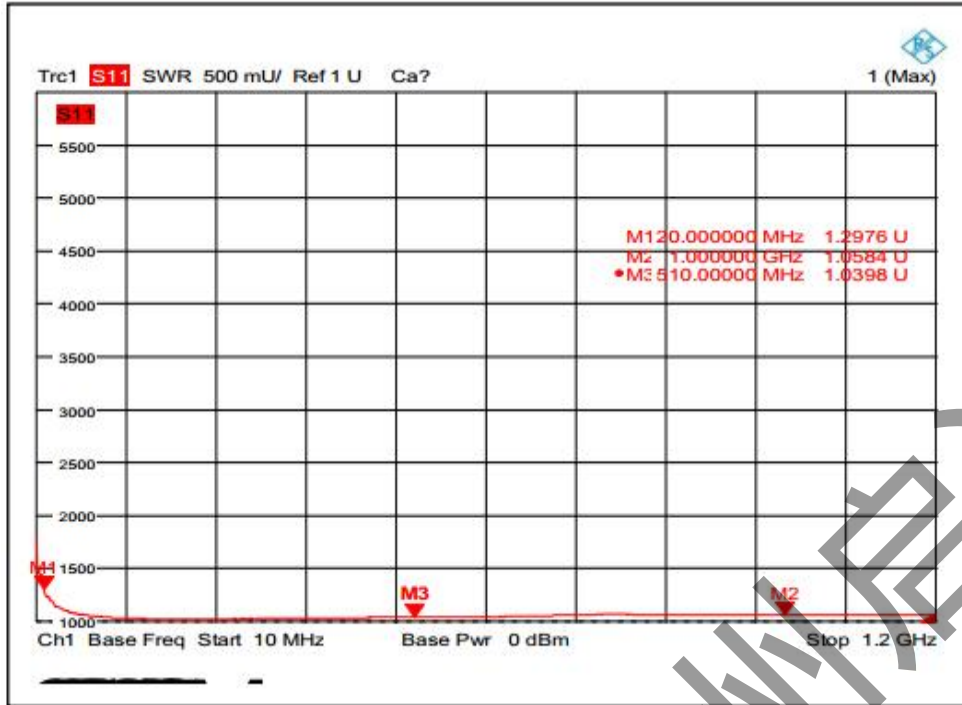 Trc1 S11 SWR 500 mU/ Ref 1 U Ca?
1 (Max)
S11
5500
5000
4500
4000
3500
3000
2500
2000
1500
1000
M120.000000 MHz 1.2976 U
M2 1.000000 GHz 1.0584 U
M3 510.00000 MHz 1.0398 U
M1
M3
M2
Ch1 Base Freq Start 10 MHz Base Pwr 0 dBm Stop 1.2 GHz
州启